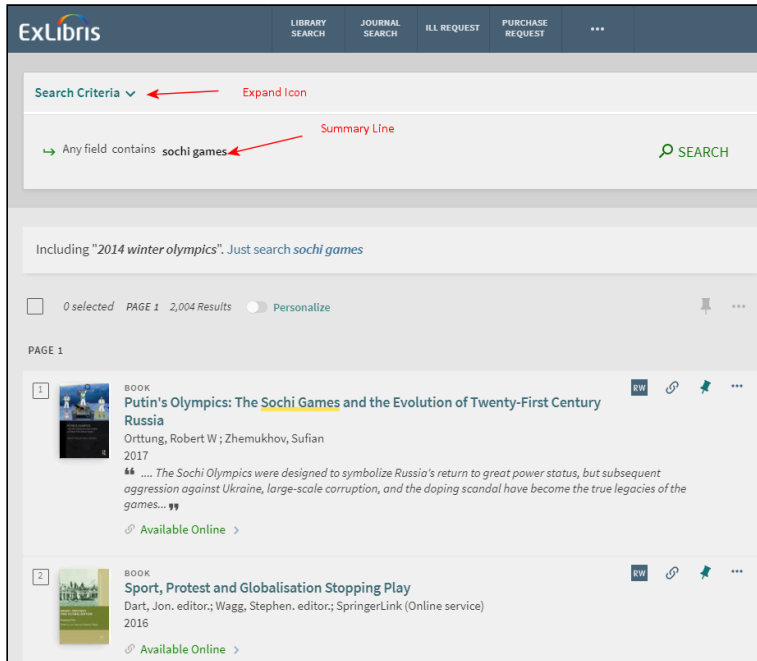 ExLibris
LIBRARY SEARCH
JOURNAL SEARCH
ILL REQUEST
PURCHASE REQUEST
...
Search Criteria
Expand Icon
Summary Line
Any field contains sochi games
SEARCH
Including "2014 winter olympics". Just search sochi games
0 selected PAGE 1 2,004 Results Personalize
PAGE 1
1
BOOK
RW
Putin's Olympics: The Sochi Games and the Evolution of Twenty-First Century
Russia
Orttung, Robert W ; Zhemukhov, Sufian
2017
❝ .... The Sochi Olympics were designed to symbolize Russia's return to great power status, but subsequent
aggression against Ukraine, large-scale corruption, and the doping scandal have become the true legacies of the
games... ❞
Available Online >
2
BOOK
RW
Sport, Protest and Globalisation Stopping Play
Dart, Jon. editor.; Wagg, Stephen. editor.; SpringerLink (Online service)
2016
Available Online >